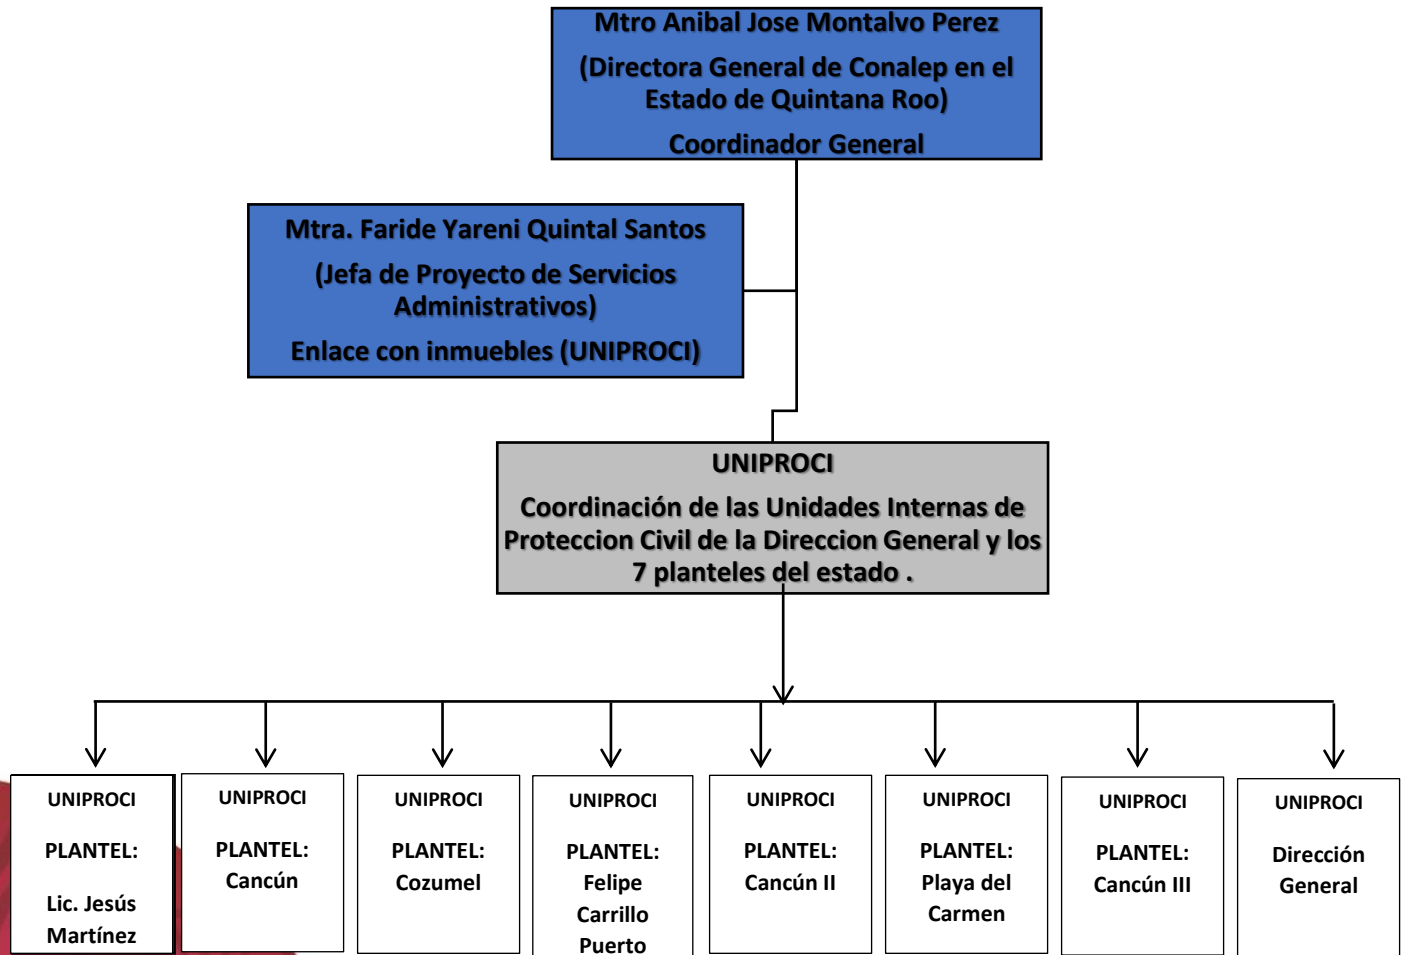 Mtro Anibal Jose Montalvo Perez
(Directora General de Conalep en el
Estado de Quintana Roo)
Coordinador General
Mtra. Faride Yareni Quintal Santos
(Jefa de Proyecto de Servicios
Administrativos)
Enlace con inmuebles (UNIPROCI)
UNIPROCI
Coordinación de las Unidades Internas de
Proteccion Civil de la Direccion General y los
7 planteles del estado .
UNIPROCI
PLANTEL:
Lic. Jesús
Martínez
UNIPROCI
PLANTEL:
Cancún
UNIPROCI
PLANTEL:
Cozumel
UNIPROCI
PLANTEL:
Felipe
Carrillo
Puerto
UNIPROCI
PLANTEL:
Cancún II
UNIPROCI
PLANTEL:
Playa del
Carmen
UNIPROCI
PLANTEL:
Cancún III
UNIPROCI
Dirección
General